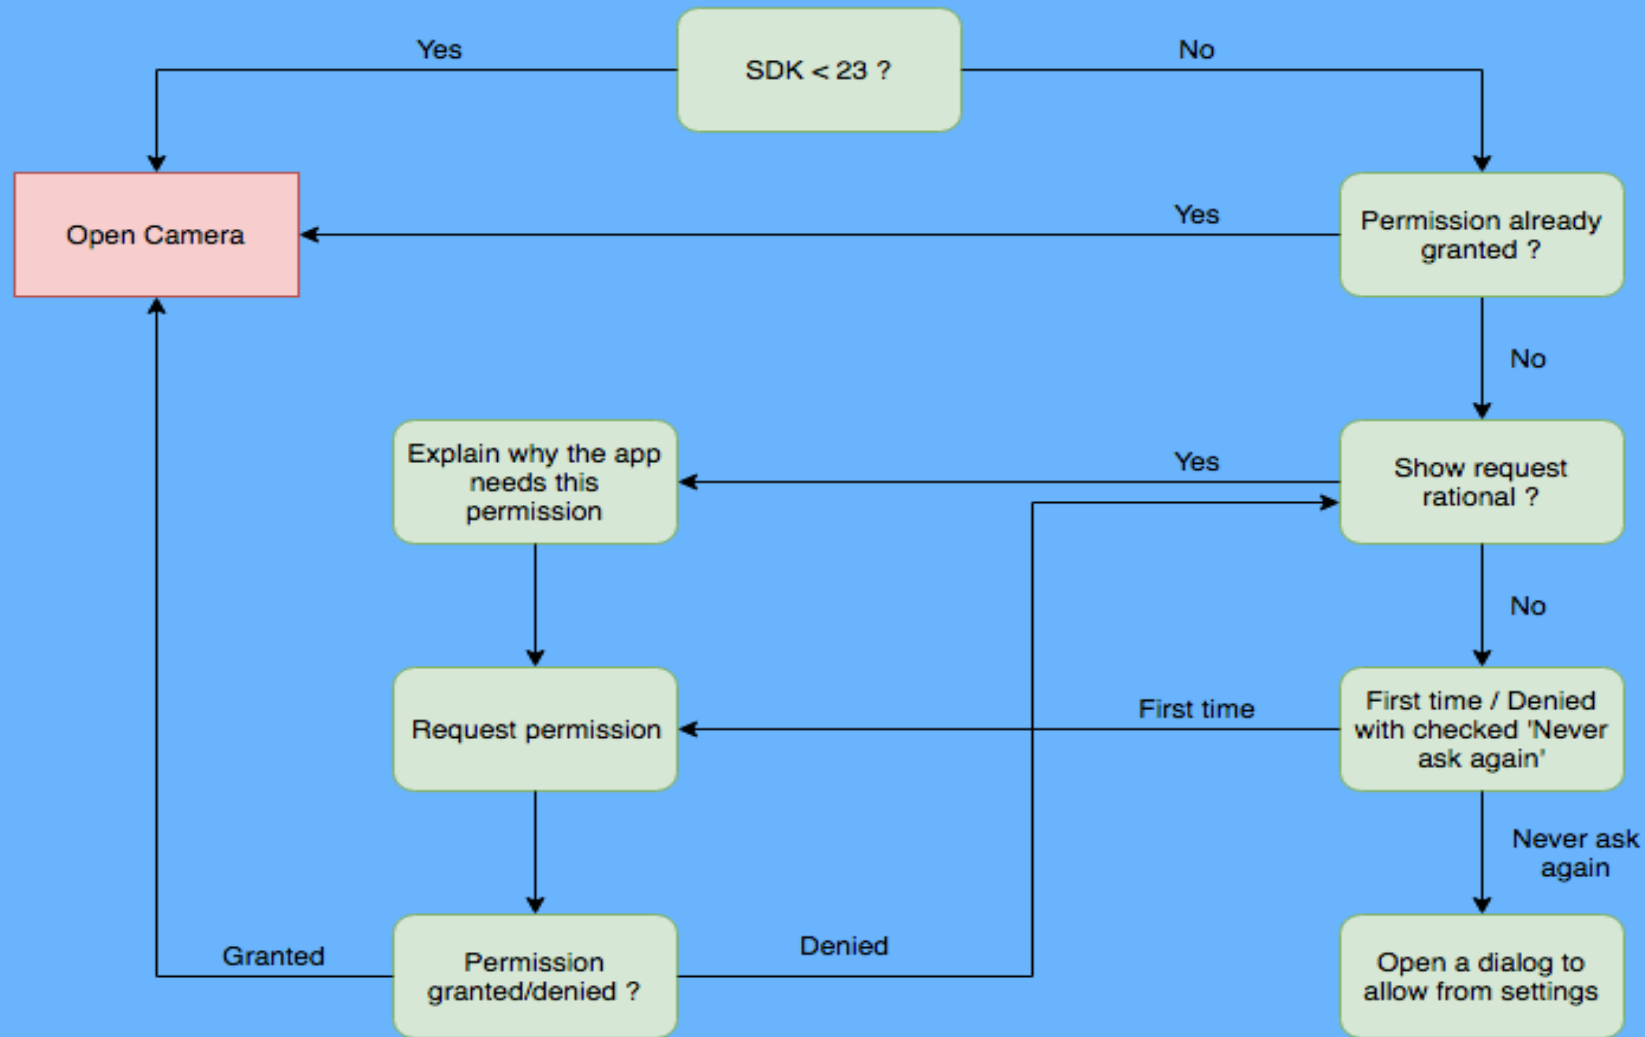 Yes
SDK < 23 ?
No
Open Camera
Yes
Permission already
granted ?
No
Explain why the app
needs this
permission
Yes
Show request
rational ?
No
Request permission
First time
First time / Denied
with checked 'Never
ask again'
Never ask
again
Granted
Permission
granted/denied ?
Denied
Open a dialog to
allow from settings